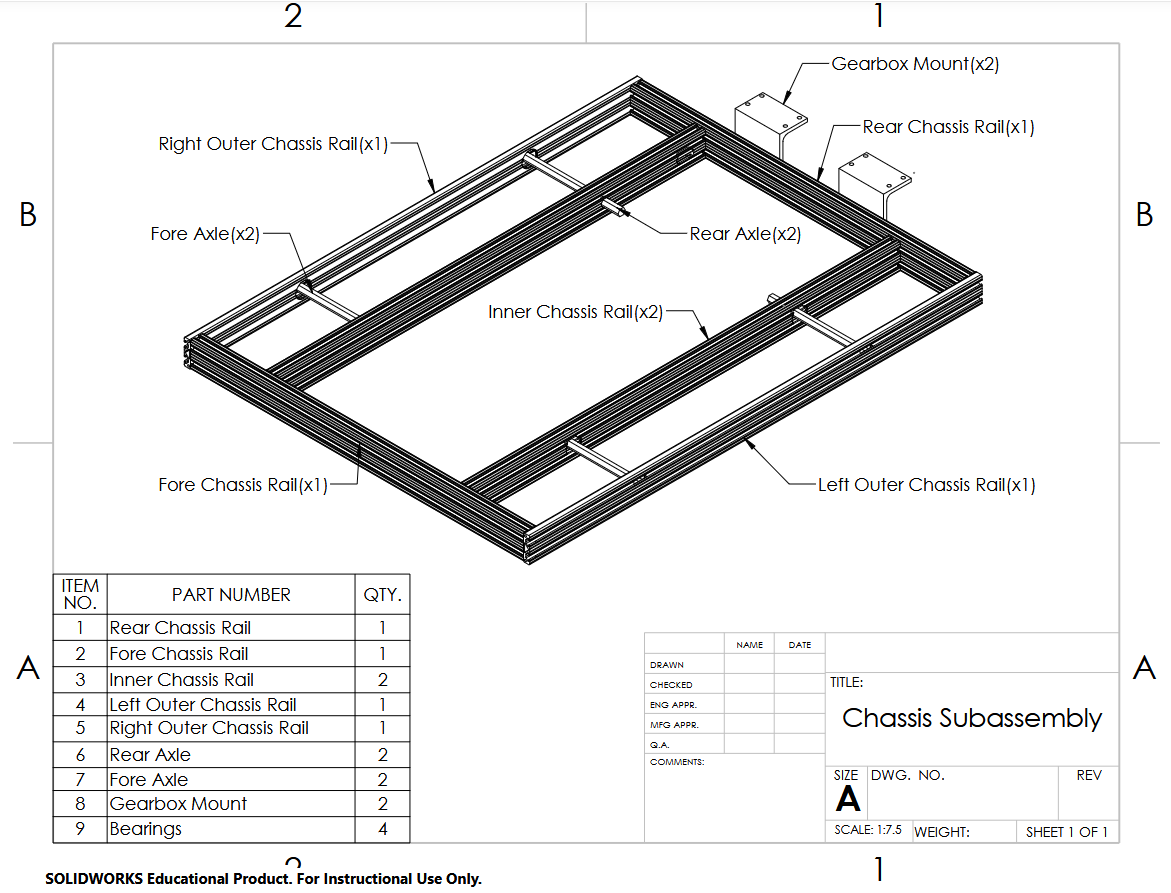 2 1
Gearbox Mount(x2)
Right Outer Chassis Rail(x1)
Rear Chassis Rail(x1)
B B
Fore Axle(x2)
Rear Axle(x2)
Inner Chassis Rail(x2)
Fore Chassis Rail(x1)
Left Outer Chassis Rail(x1)
ITEM NO. PART NUMBER QTY.
1 Rear Chassis Rail 1
2 Fore Chassis Rail 1
3 Inner Chassis Rail 2
4 Left Outer Chassis Rail 1
5 Right Outer Chassis Rail 1
6 Rear Axle 2
7 Fore Axle 2
8 Gearbox Mount 2
9 Bearings 4
A A
NAME DATE
DRAWN
CHECKED
ENG APPR.
MFG APPR.
Q.A.
COMMENTS:
TITLE:
Chassis Subassembly
SIZE DWG. NO. REV
A
SCALE: 1:7.5 WEIGHT: SHEET 1 OF 1
2 1
SOLIDWORKS Educational Product. For Instructional Use Only.